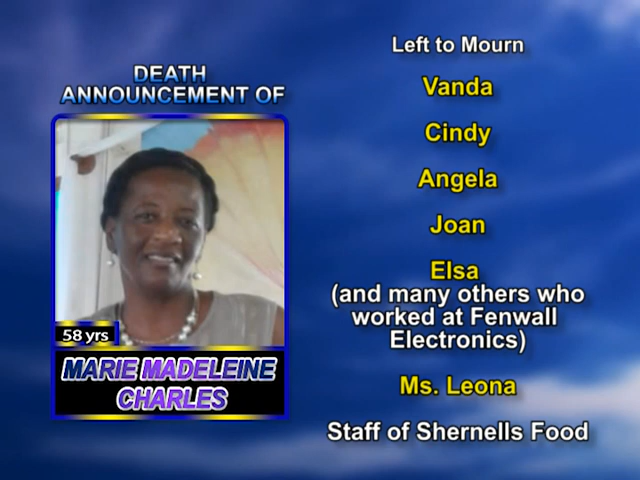 DEATH
ANNOUNCEMENT OF
58 yrs
MARIE MADELEINE
CHARLES
Left to Mourn
Vanda
Cindy
Angela
Joan
Elsa
(and many others who
worked at Fenwall
Electronics)
Ms. Leona
Staff of Shernells Food